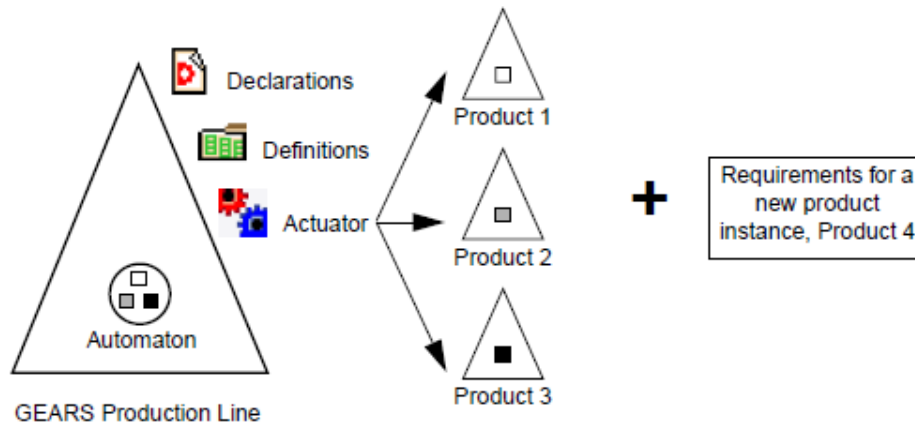 Declarations
Definitions
Actuator
Automaton
GEARS Production Line
Product 1
Product 2
Product 3
+
Requirements for a
new product
instance, Product 4